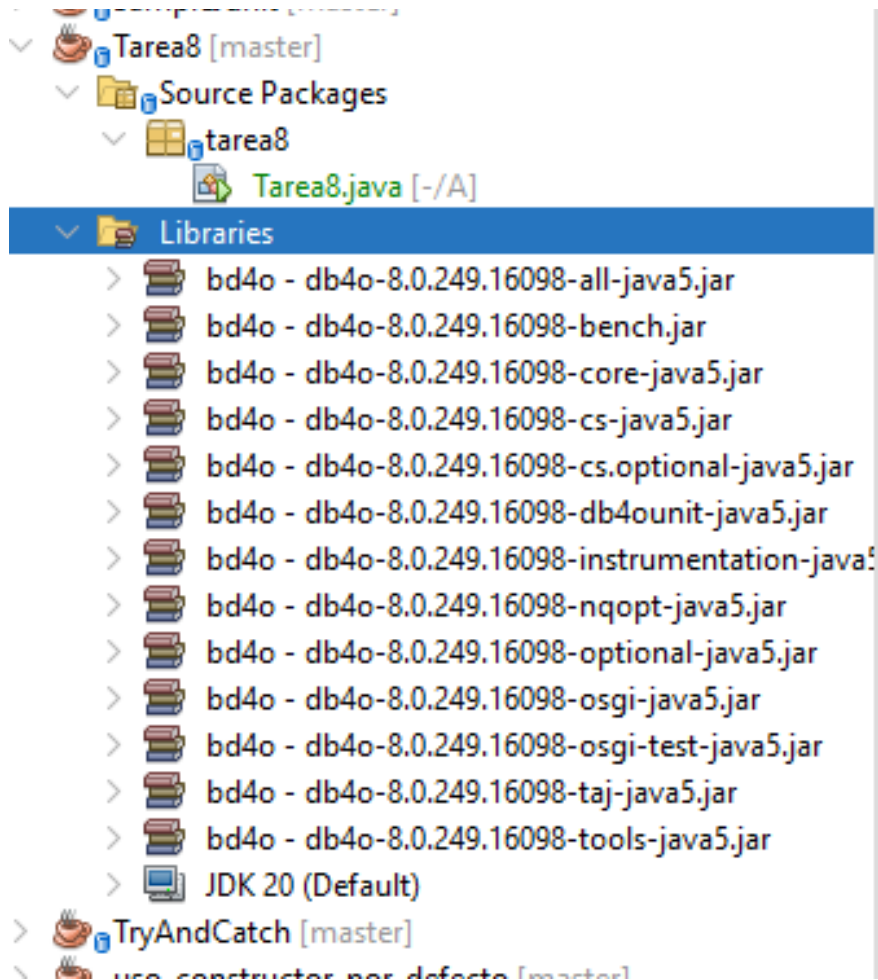 Tarea8 [master]
Source Packages
tarea8
Tarea8.java [-/A]
Libraries
bd4o - db4o-8.0.249.16098-all-java5.jar
bd4o - db4o-8.0.249.16098-bench.jar
bd4o - db4o-8.0.249.16098-core-java5.jar
bd4o - db4o-8.0.249.16098-cs-java5.jar
bd4o - db4o-8.0.249.16098-cs.optional-java5.jar
bd4o - db4o-8.0.249.16098-db4ounit-java5.jar
bd4o - db4o-8.0.249.16098-instrumentation-java5
bd4o - db4o-8.0.249.16098-nqopt-java5.jar
bd4o - db4o-8.0.249.16098-optional-java5.jar
bd4o - db4o-8.0.249.16098-osgi-java5.jar
bd4o - db4o-8.0.249.16098-osgi-test-java5.jar
bd4o - db4o-8.0.249.16098-taj-java5.jar
bd4o - db4o-8.0.249.16098-tools-java5.jar
JDK 20 (Default)
TryAndCatch [master]
uso_constructor_por_defecto [master]